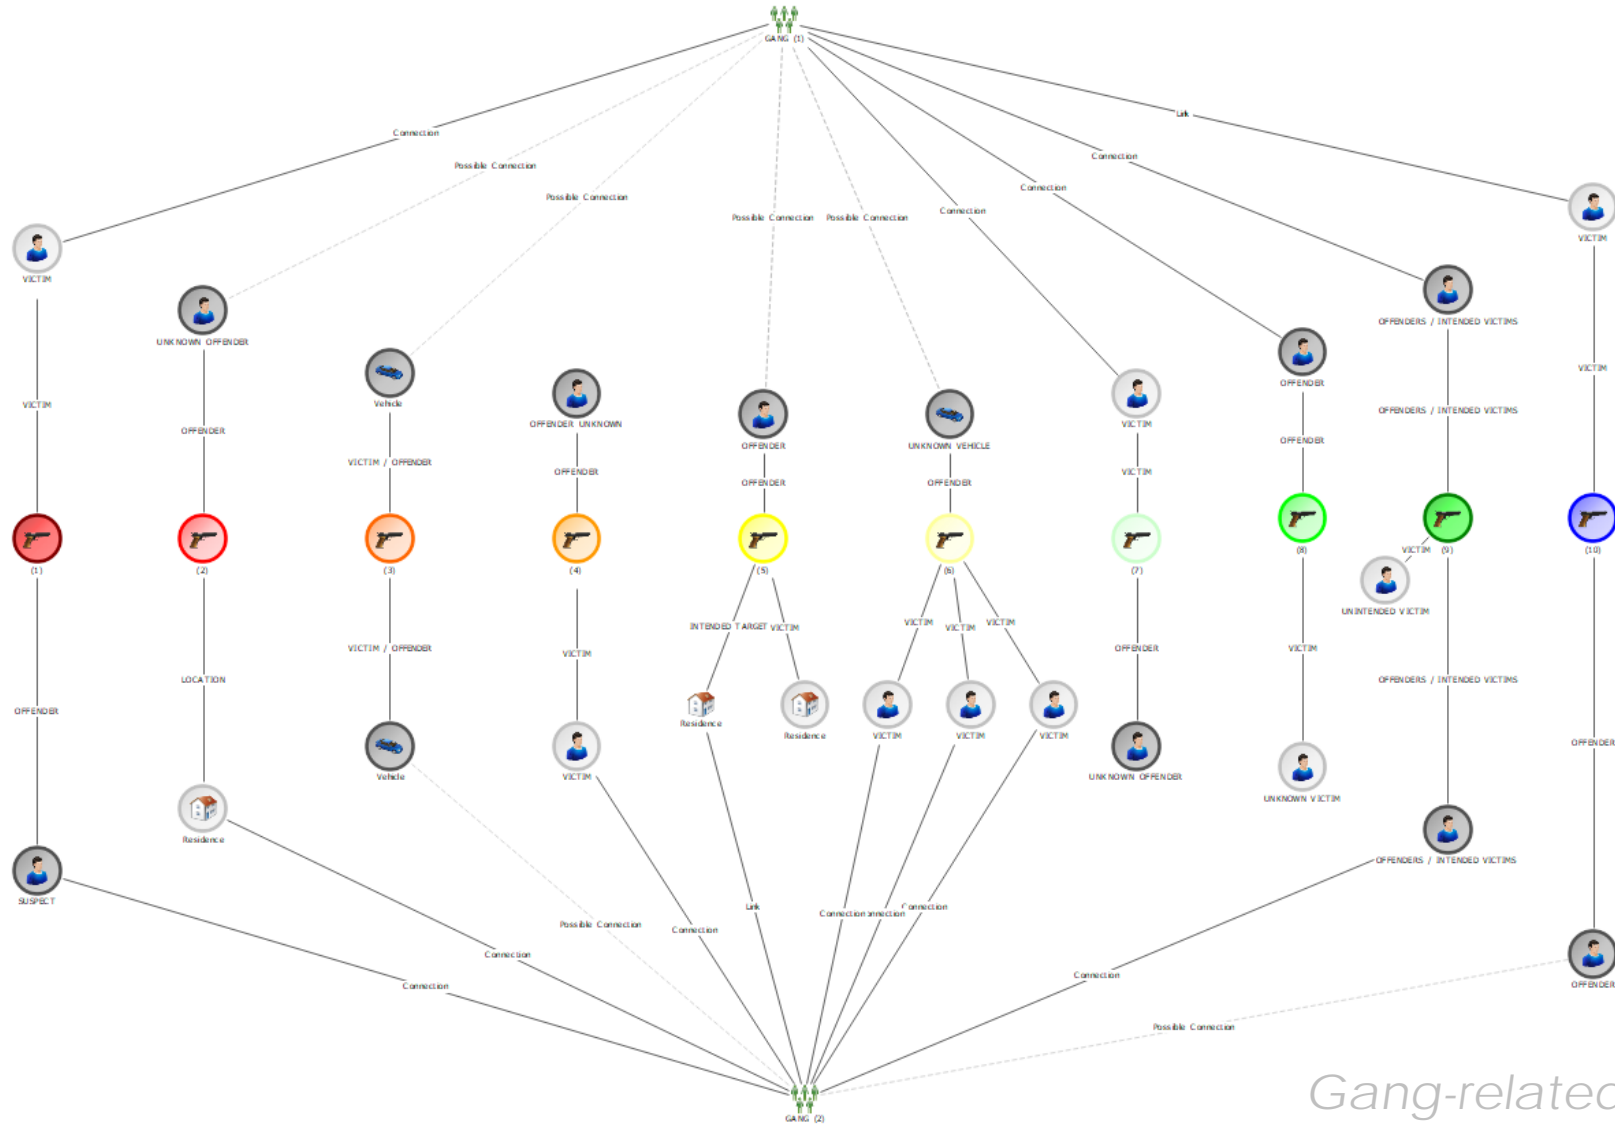 GANG (1)
Link
Connection
Connection
Possible Connection
Connection
Possible Connection
Connection
Possible Connection
Possible Connection
VICTIM
VICTIM
OFFENDERS / INTENDED VICTIMS
UNKNOWN OFFENDER
VICTIM
OFFENDER
Vehicle
VICTIM
OFFENDERS / INTENDED VICTIMS
OFFENDER UNKNOWN
VICTIM
OFFENDER
OFFENDER
OFFENDER
UNKNOWN VEHICLE
VICTIM / OFFENDER
OFFENDER
VICTIM
OFFENDER
OFFENDER
(8)
VICTIM
(9)
(10)
(1)
(2)
(3)
(4)
(5)
(6)
(7)
UNINTENDED VICTIM
VICTIM
VICTIM
VICTIM
INTENDED TARGET
VICTIM
VICTIM / OFFENDER
OFFENDER
VICTIM
VICTIM
LOCATION
OFFENDERS / INTENDED VICTIMS
OFFENDER
Residence
Residence
VICTIM
VICTIM
VICTIM
OFFENDER
Vehicle
VICTIM
UNKNOWN OFFENDER
UNKNOWN VICTIM
Residence
OFFENDERS / INTENDED VICTIMS
SUSPECT
Link
Connection
Connection
Possible Connection
Connection
Connection
Connection
Connection
OFFENDER
Possible Connection
Gang-related
GANG (2)